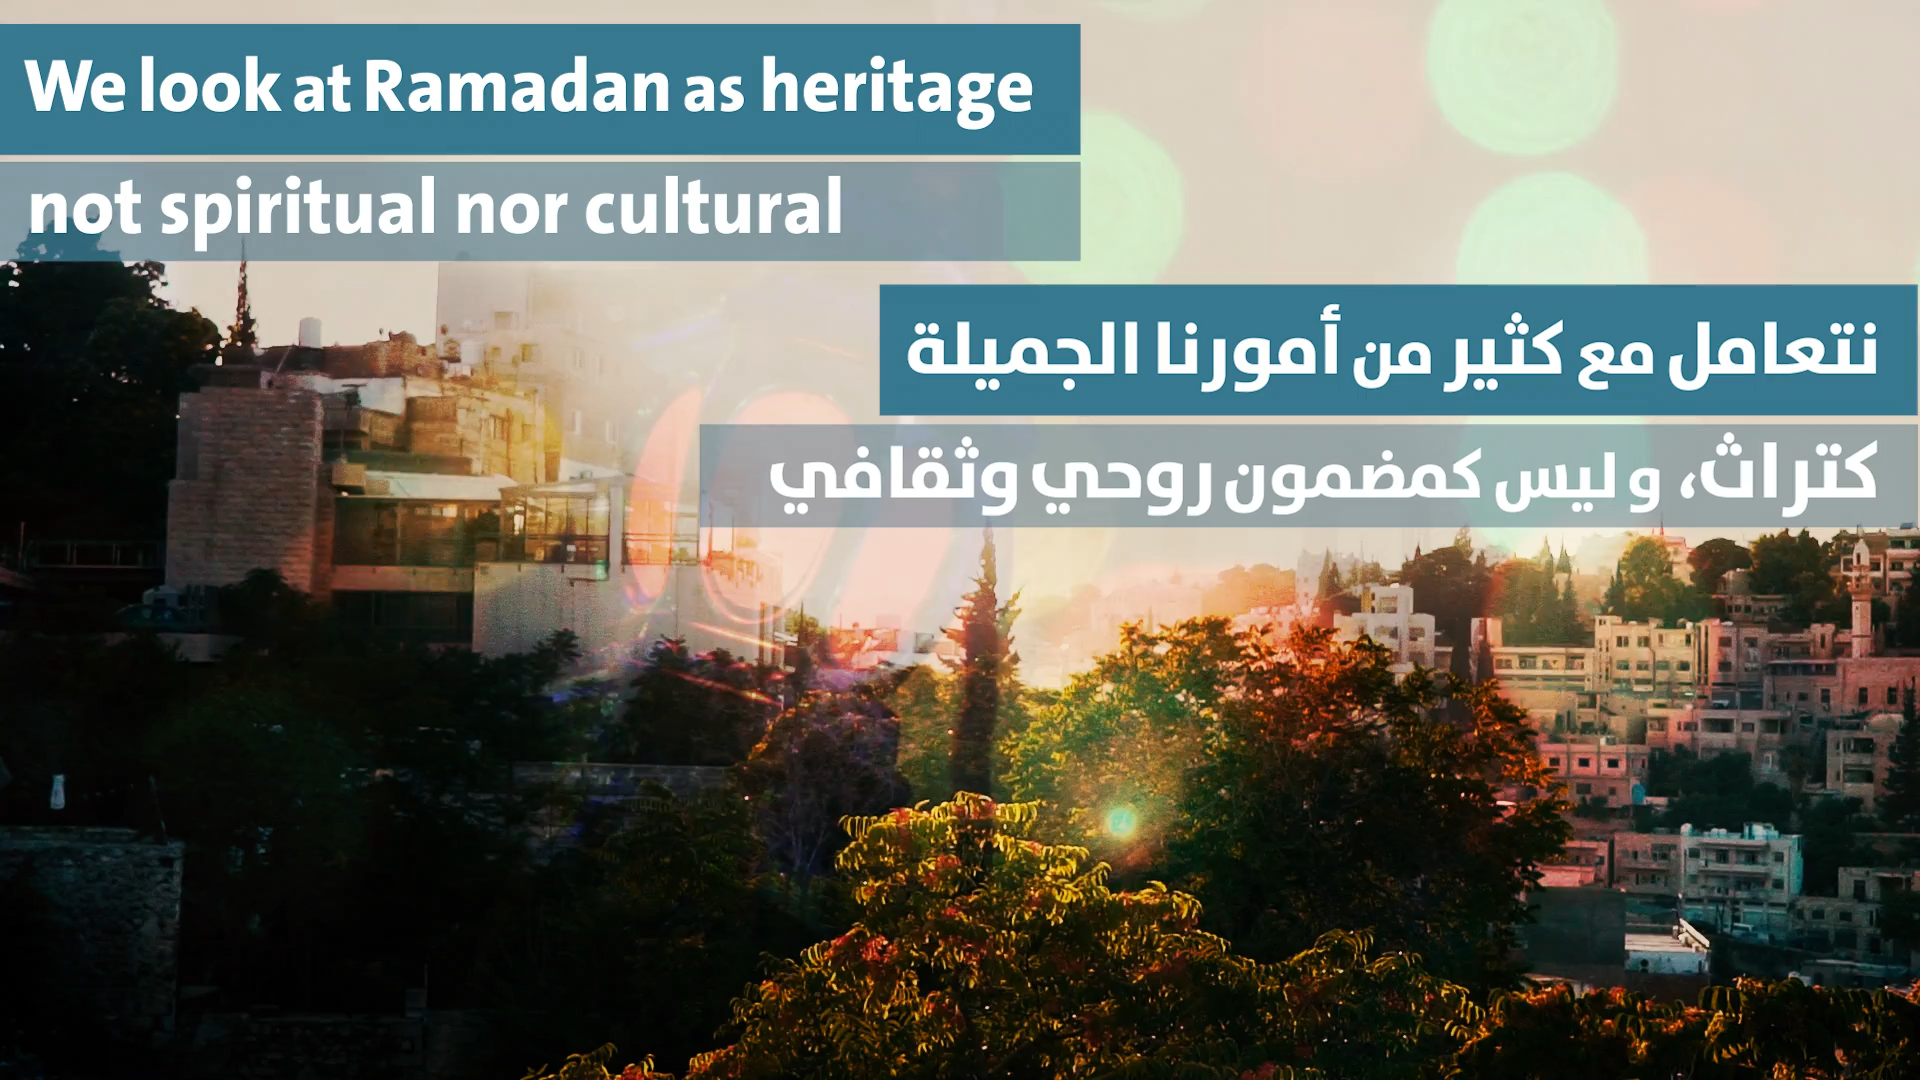 We look at Ramadan as heritage
not spiritual nor cultural
نتعامل مع كثير من أمورنا الجميلة
كتراث، و ليس كمضمون روحي وثقافي